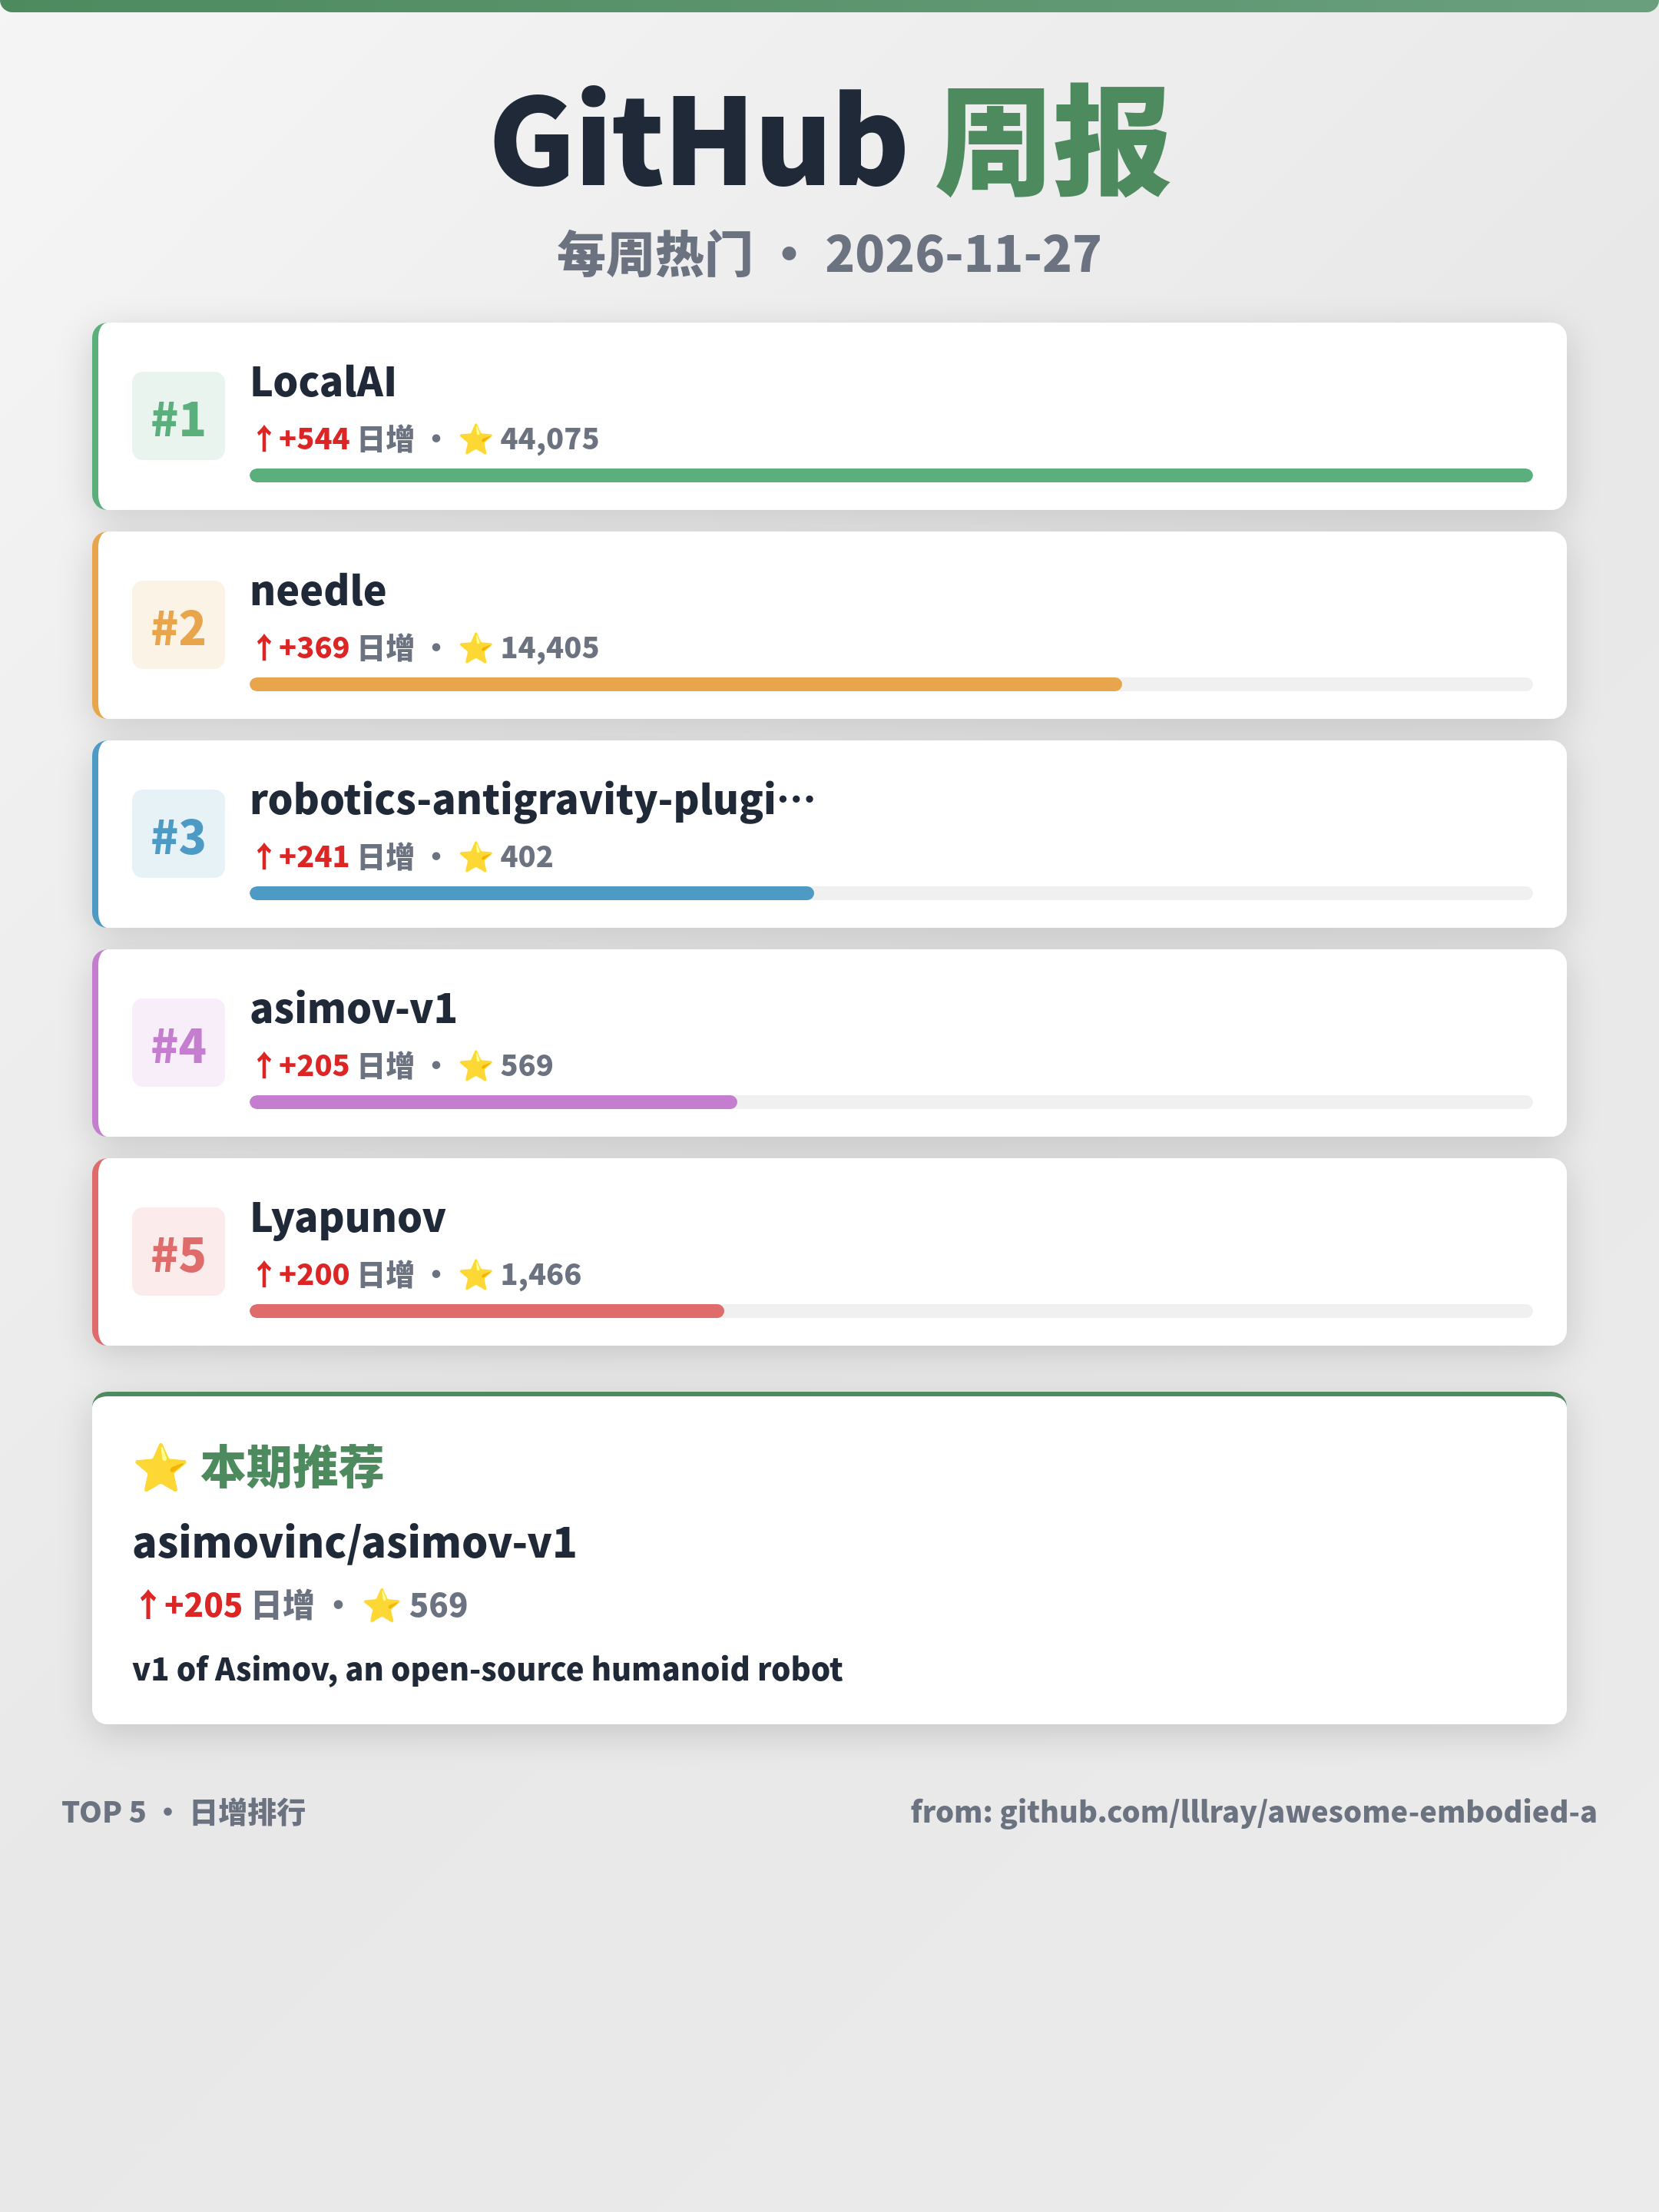 GitHub 周报
每周热门 • 2026-11-27
#1
LocalAI
↑+544 日增 • ⭐ 44,075
#2
needle
↑+369 日增 • ⭐ 14,405
#3
robotics-antigravity-plugi…
↑+241 日增 • ⭐ 402
#4
asimov-v1
↑+205 日增 • ⭐ 569
#5
Lyapunov
↑+200 日增 • ⭐ 1,466
⭐ 本期推荐
asimovinc/asimov-v1
↑+205 日增 • ⭐ 569
v1 of Asimov, an open-source humanoid robot
TOP 5 • 日增排行
from: github.com/lllray/awesome-embodied-a